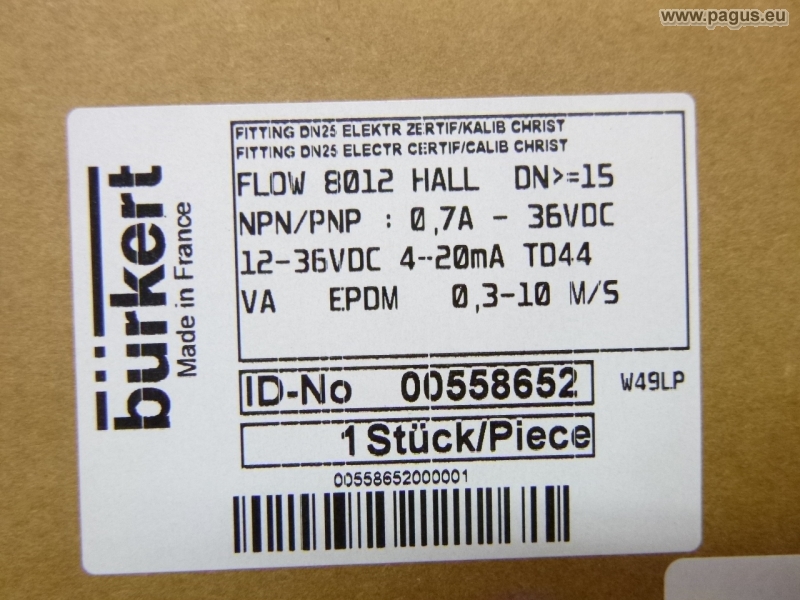 www.pagus.eu
bürkert
Made in France
FITTING DN25 ELEKTR ZERTIF/KALIB CHRIST
FITTING DN25 ELECTR CERTIF/CALIB CHRIST
FLOW 8012 HALL DN>=15
NPN/PNP : 0,7A - 36VDC
12-36VDC 4--20mA TD44
VA EPDM 0,3-10 M/S
ID-No 00558652
W49LP
1 Stück/Piece
00558652000001